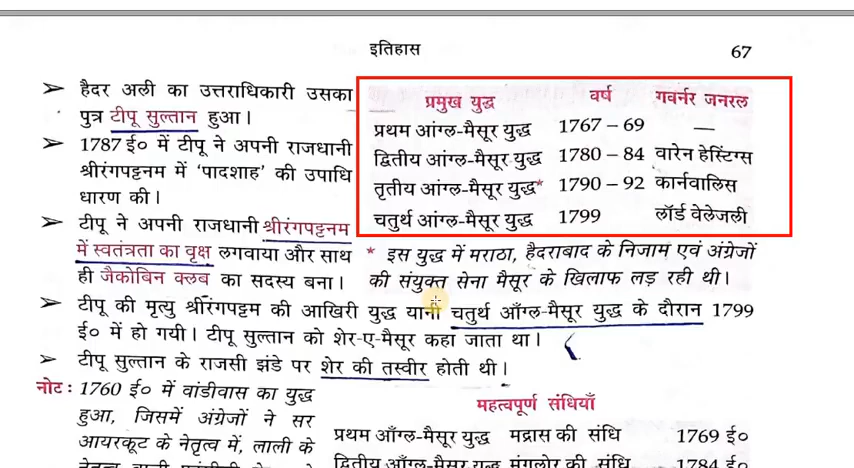 इतिहास 67
➢ हैदर अली का उत्तराधिकारी उसका
पुत्र टीपू सुल्तान हुआ।
➢ 1787 ई० में टीपू ने अपनी राजधानी
श्रीरंगपट्टनम में 'पादशाह' की उपाधि
धारण की।
➢ टीपू ने अपनी राजधानी श्रीरंगपट्टनम
में स्वतंत्रता का वृक्ष लगवाया और साथ
ही जैकोबिन क्लब का सदस्य बना।
प्रमुख युद्ध वर्ष गवर्नर जनरल
प्रथम आंग्ल-मैसूर युद्ध 1767 – 69 —
द्वितीय आंग्ल-मैसूर युद्ध 1780 – 84 वारेन हेस्टिंग्स
तृतीय आंग्ल-मैसूर युद्ध* 1790 – 92 कार्नवालिस
चतुर्थ आंग्ल-मैसूर युद्ध 1799 लॉर्ड वेलेजली
* इस युद्ध में मराठा, हैदराबाद के निजाम एवं अंग्रेजों
की संयुक्त सेना मैसूर के खिलाफ लड़ रही थी।
➢ टीपू की मृत्यु श्रीरंगपट्टम की आखिरी युद्ध यानी चतुर्थ आँग्ल-मैसूर युद्ध के दौरान 1799
ई० में हो गयी। टीपू सुल्तान को शेर-ए-मैसूर कहा जाता था।
➢ टीपू सुल्तान के राजसी झंडे पर शेर की तस्वीर होती थी।
नोट : 1760 ई० में वांडीवास का युद्ध
हुआ, जिसमें अंग्रेजों ने सर
आयरकूट के नेतृत्व में, लाली के
महत्वपूर्ण संधियाँ
प्रथम आँग्ल-मैसूर युद्ध मद्रास की संधि 1769 ई०
द्वितीय आँग्ल-मैसूर युद्ध मंगलोर की संधि 1784 ई०